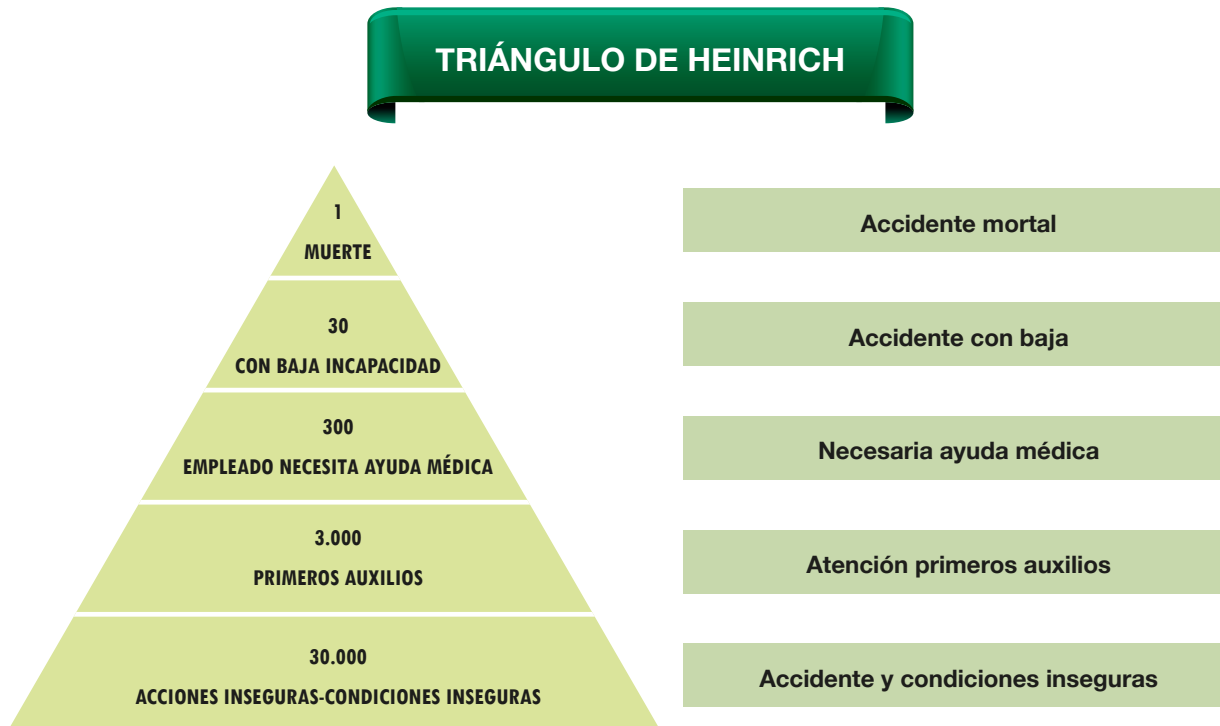 TRIÁNGULO DE HEINRICH
1
MUERTE
Accidente mortal
30
CON BAJA INCAPACIDAD
Accidente con baja
300
EMPLEADO NECESITA AYUDA MÉDICA
Necesaria ayuda médica
3.000
PRIMEROS AUXILIOS
Atención primeros auxilios
30.000
ACCIONES INSEGURAS-CONDICIONES INSEGURAS
Accidente y condiciones inseguras